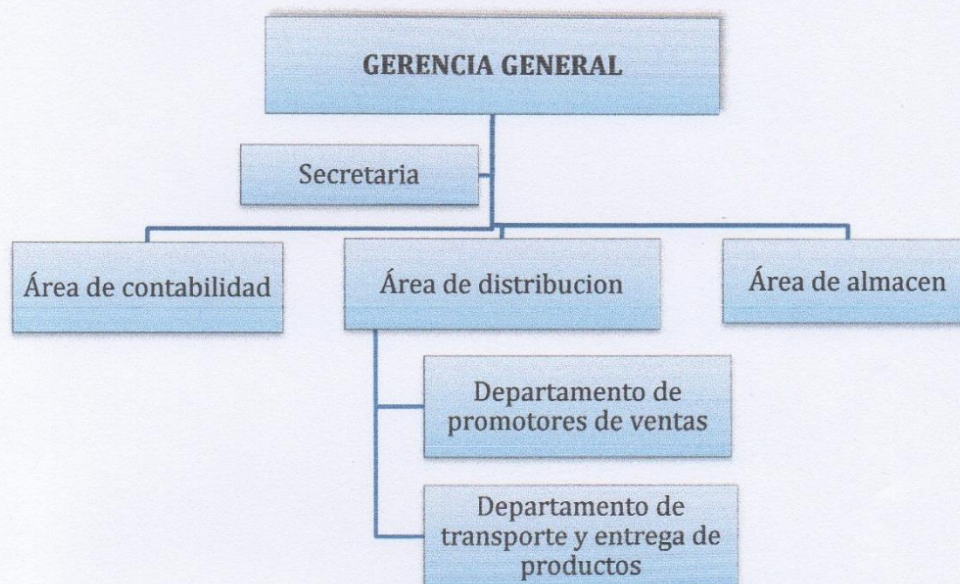 GERENCIA GENERAL
Secretaria
Área de contabilidad
Área de distribucion
Área de almacen
Departamento de
promotores de ventas
Departamento de
transporte y entrega de
productos